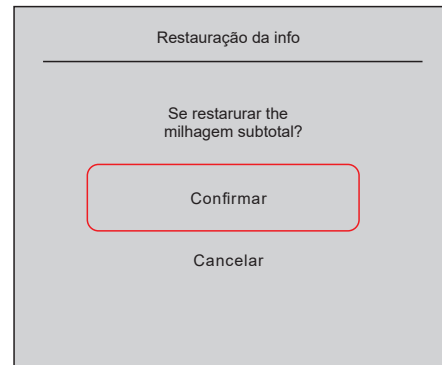 Restauração da info
Se restarurar the
milhagem subtotal?
Confirmar
Cancelar